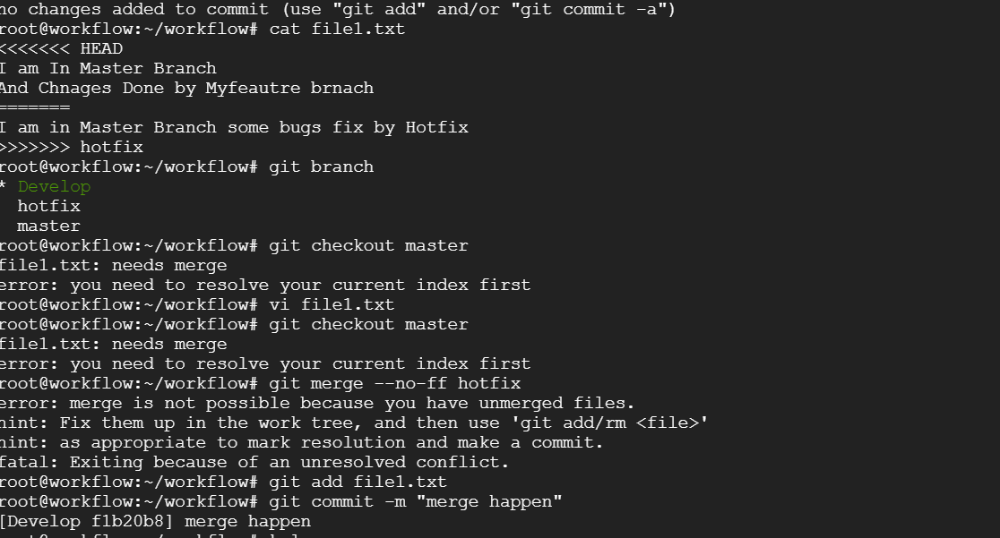 no changes added to commit (use "git add" and/or "git commit -a")
root@workflow:~/workflow# cat file1.txt
<<<<<<< HEAD
I am In Master Branch
And Chnages Done by Myfeautre brnach
=======
I am in Master Branch some bugs fix by Hotfix
>>>>>>> hotfix
root@workflow:~/workflow# git branch
* Develop
  hotfix
  master
root@workflow:~/workflow# git checkout master
file1.txt: needs merge
error: you need to resolve your current index first
root@workflow:~/workflow# vi file1.txt
root@workflow:~/workflow# git checkout master
file1.txt: needs merge
error: you need to resolve your current index first
root@workflow:~/workflow# git merge --no-ff hotfix
error: merge is not possible because you have unmerged files.
hint: Fix them up in the work tree, and then use 'git add/rm <file>'
hint: as appropriate to mark resolution and make a commit.
fatal: Exiting because of an unresolved conflict.
root@workflow:~/workflow# git add file1.txt
root@workflow:~/workflow# git commit -m "merge happen"
[Develop f1b20b8] merge happen